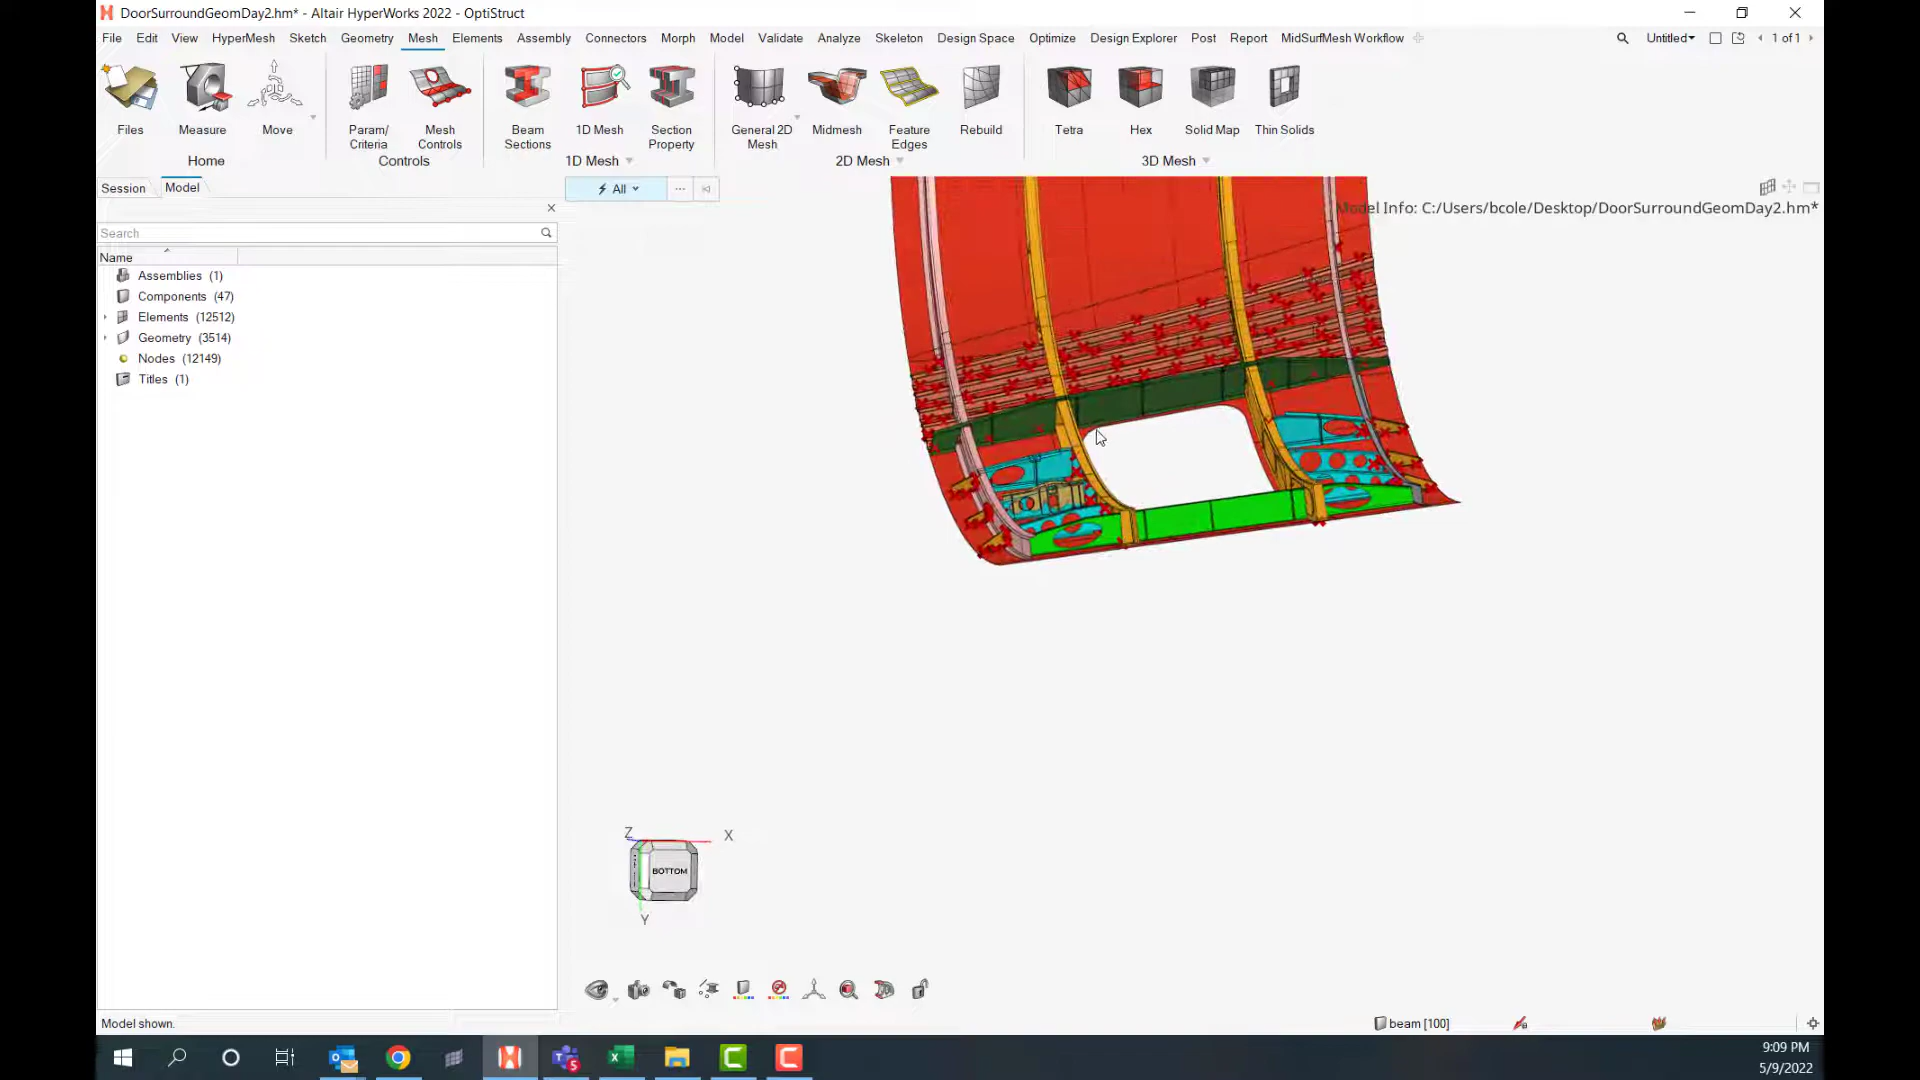 DoorSurroundGeomDay2.hm* - Altair HyperWorks 2022 - OptiStruct
File Edit View HyperMesh Sketch Geometry Mesh Elements Assembly Connectors Morph Model Validate Analyze Skeleton Design Space Optimize Design Explorer Post Report MidSurfMesh Workflow Untitled 1 of 1
Files Measure Move Param/ Criteria Mesh Controls Beam Sections 1D Mesh Section Property General 2D Mesh Midmesh Feature Edges Rebuild Tetra Hex Solid Map Thin Solids
Home Controls 1D Mesh 2D Mesh 3D Mesh
Session Model All
Model Info: C:/Users/bcole/Desktop/DoorSurroundGeomDay2.hm*
Search
Name
Assemblies (1)
Components (47)
Elements (12512)
Geometry (3514)
Nodes (12149)
Titles (1)
Z X
BOTTOM
Y
Model shown. beam [100]
5
9:09 PM
5/9/2022